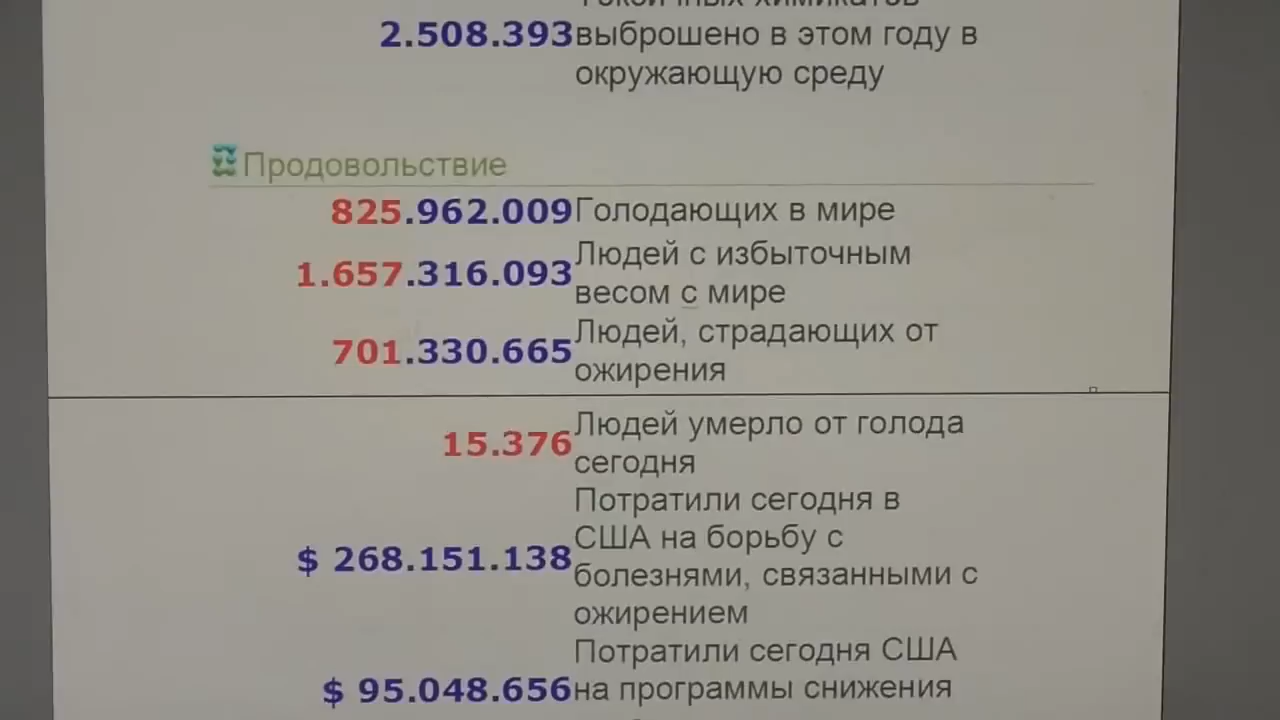 токсичных химикатов
2.508.393 выброшено в этом году в
окружающую среду
Продовольствие
825.962.009 Голодающих в мире
Людей с избыточным
1.657.316.093
весом с мире
Людей, страдающих от
701.330.665
ожирения
Людей умерло от голода
15.376
сегодня
Потратили сегодня в
США на борьбу с
$ 268.151.138
болезнями, связанными с
ожирением
Потратили сегодня США
$ 95.048.656 на программы снижения